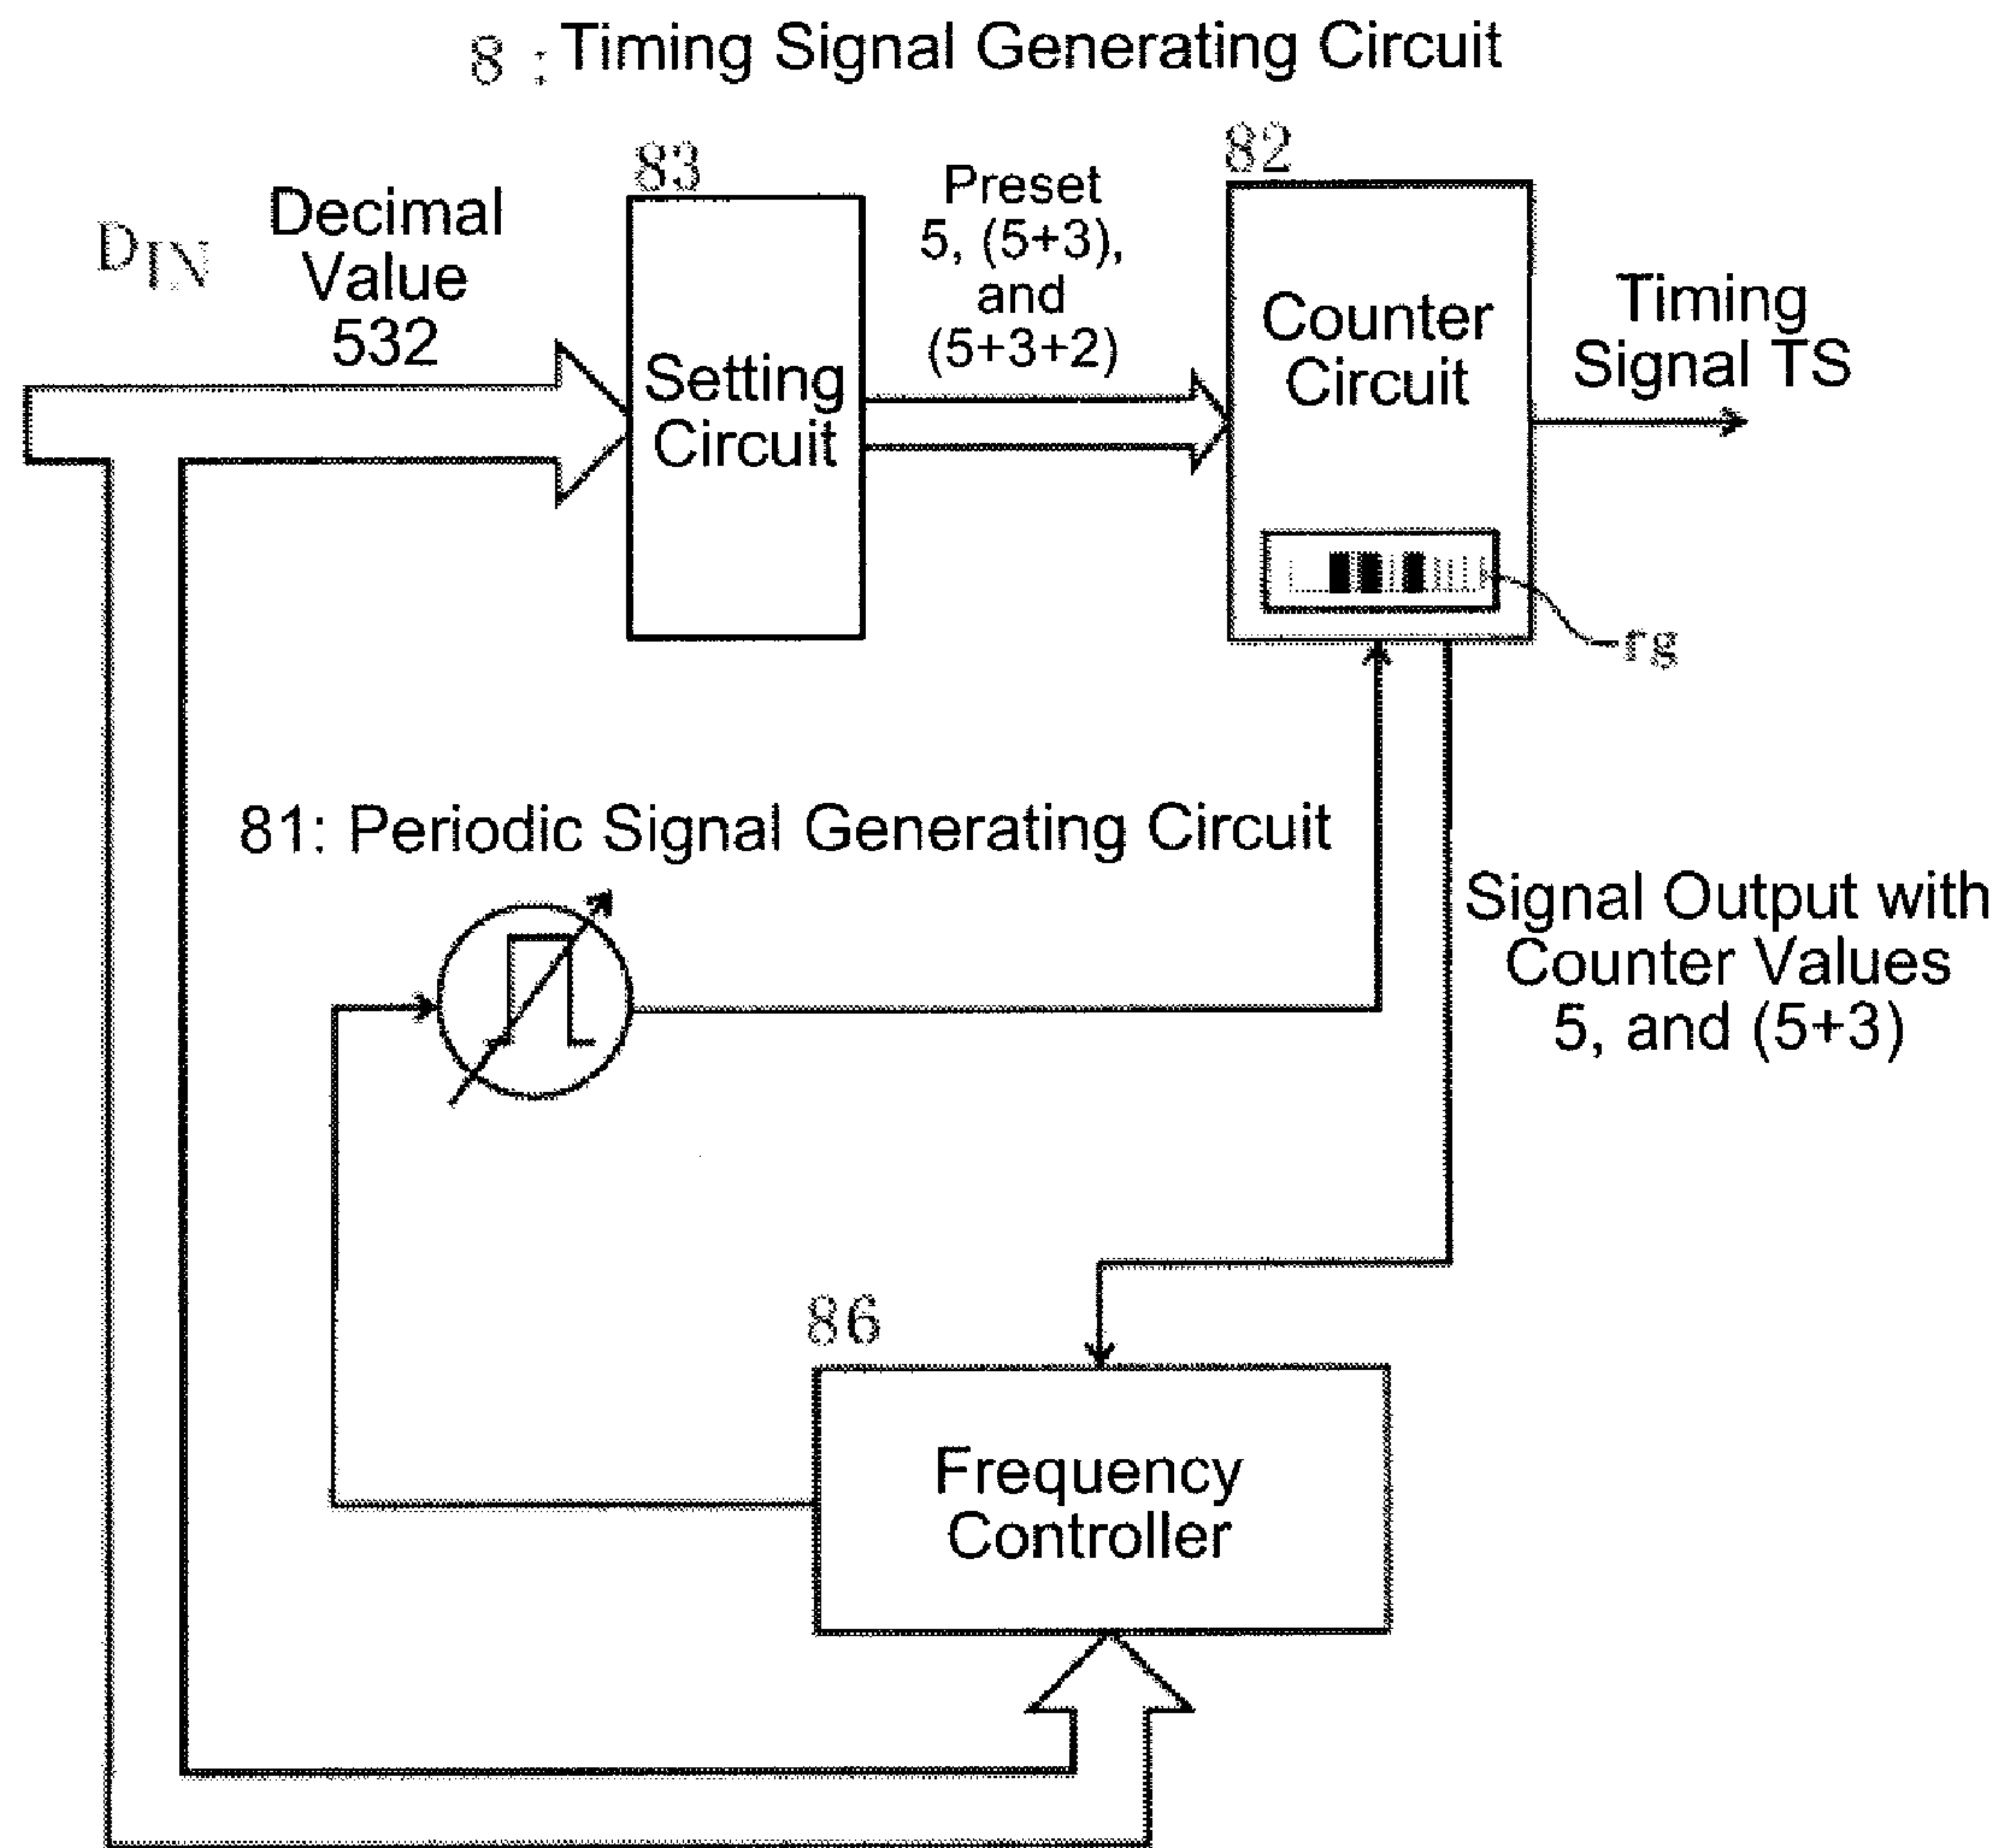 8 : Timing Signal Generating Circuit
D_IN
Decimal
Value
532
83
Setting
Circuit
Preset
5, (5+3),
and
(5+3+2)
82
Counter
Circuit
Timing
Signal TS
rg
81: Periodic Signal Generating Circuit
Signal Output with
Counter Values
5, and (5+3)
86
Frequency
Controller